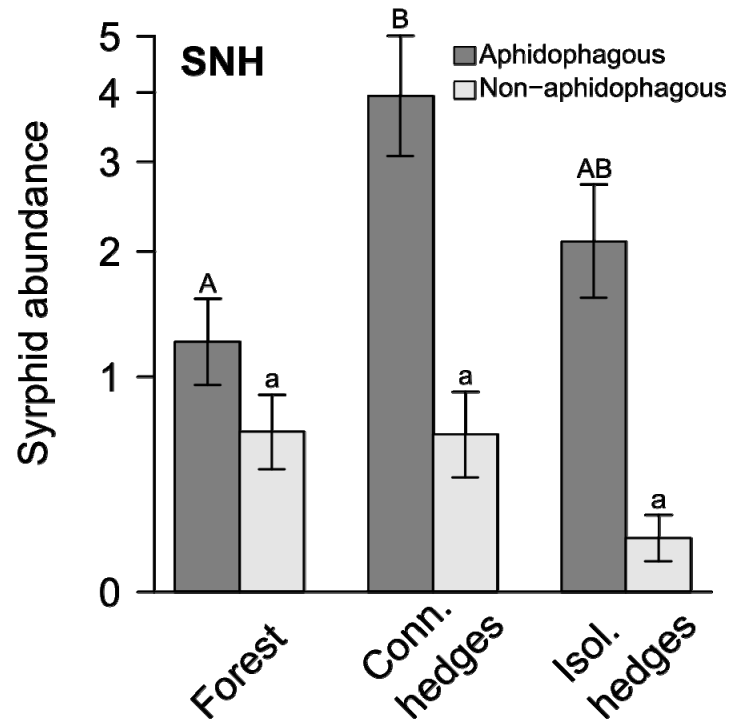 SNH
Aphidophagous
Non-aphidophagous
Syrphid abundance
5
4
3
2
1
0
A
a
B
a
AB
a
Forest
Conn.
hedges
Isol.
hedges